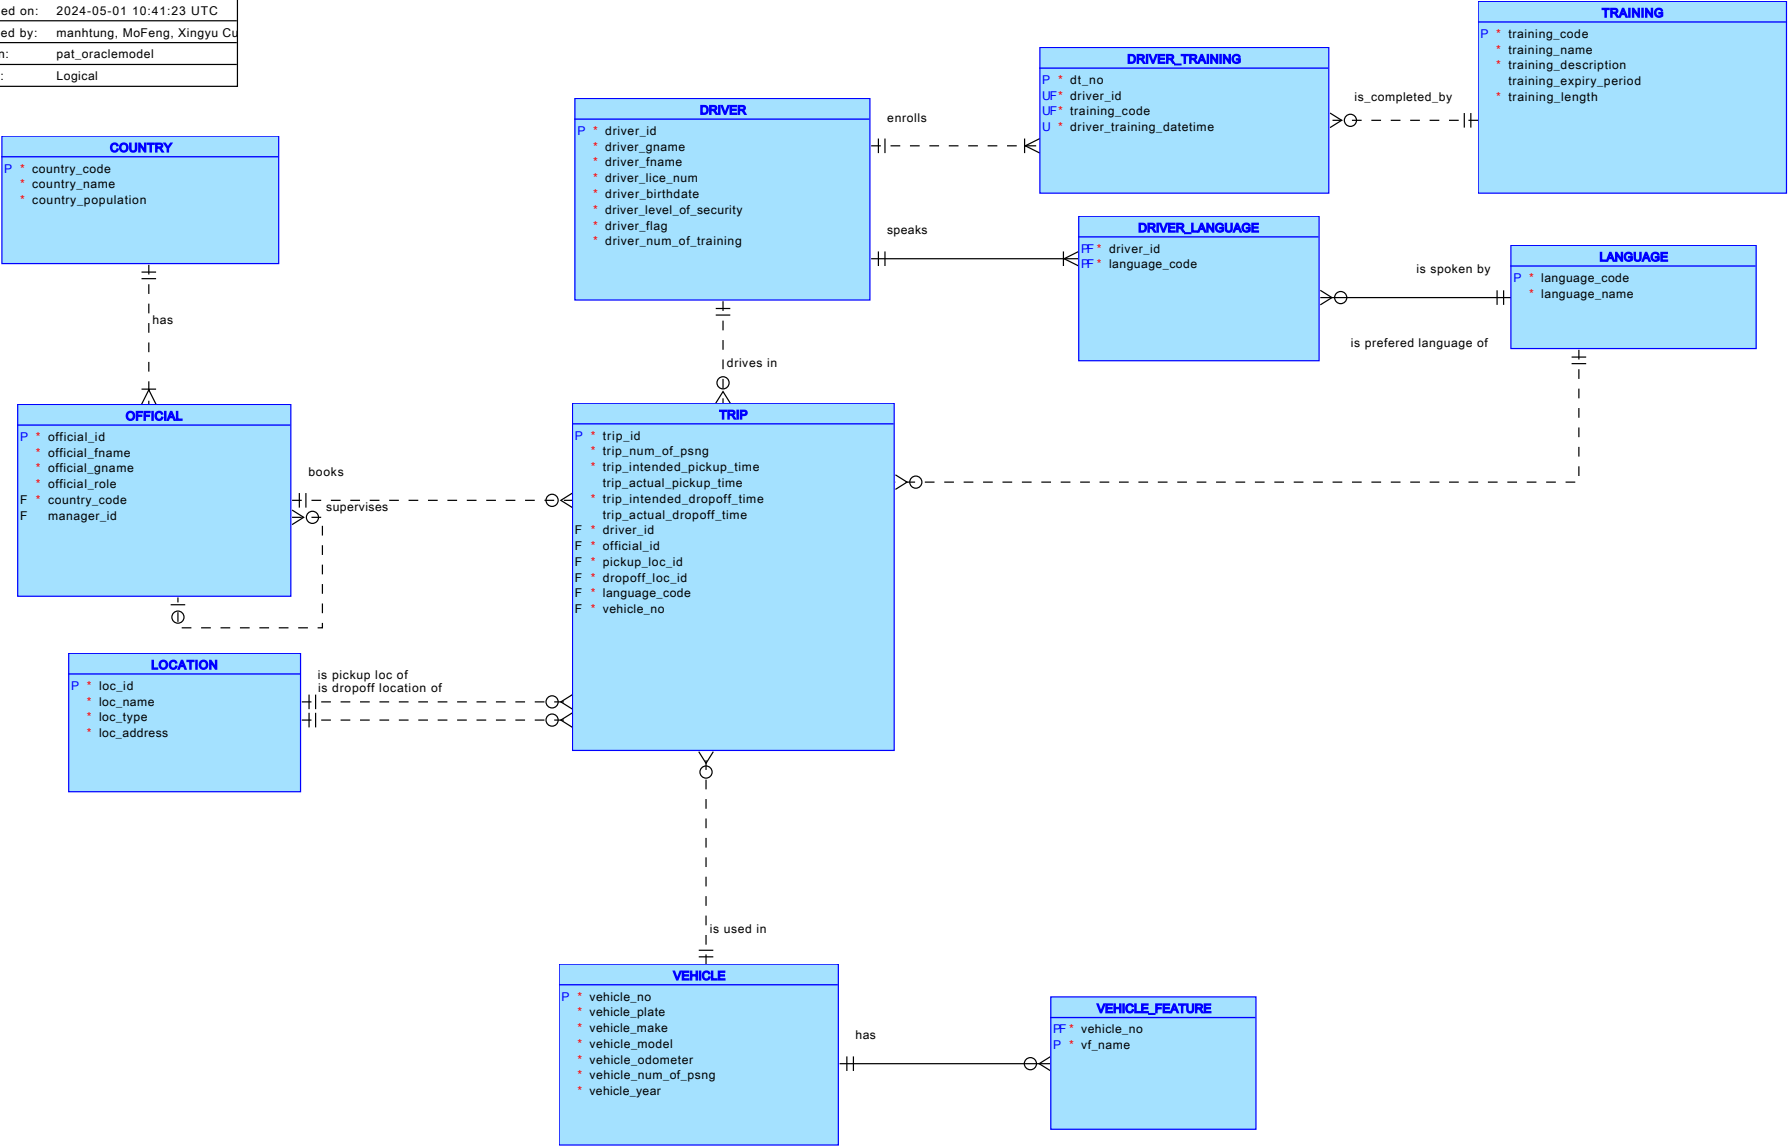 ed on: 2024-05-01 10:41:23 UTC
ed by: manhtung, MoFeng, Xingyu Cu
n: pat_oraclemodel
: Logical
TRAINING
P * training_code
* training_name
* training_description
training_expiry_period
* training_length
DRIVER_TRAINING
P * dt_no
UF* driver_id
UF* training_code
U * driver_training_datetime
is_completed_by
DRIVER
P * driver_id
* driver_gname
* driver_fname
* driver_lice_num
* driver_birthdate
* driver_level_of_security
* driver_flag
* driver_num_of_training
enrolls
speaks
COUNTRY
P * country_code
* country_name
* country_population
has
DRIVER_LANGUAGE
PF* driver_id
PF* language_code
is spoken by
LANGUAGE
P * language_code
* language_name
is prefered language of
drives in
OFFICIAL
P * official_id
* official_fname
* official_gname
* official_role
F * country_code
F manager_id
books
supervises
TRIP
P * trip_id
* trip_num_of_psng
* trip_intended_pickup_time
trip_actual_pickup_time
* trip_intended_dropoff_time
trip_actual_dropoff_time
F * driver_id
F * official_id
F * pickup_loc_id
F * dropoff_loc_id
F * language_code
F * vehicle_no
LOCATION
P * loc_id
* loc_name
* loc_type
* loc_address
is pickup loc of
is dropoff location of
is used in
VEHICLE
P * vehicle_no
* vehicle_plate
* vehicle_make
* vehicle_model
* vehicle_odometer
* vehicle_num_of_psng
* vehicle_year
has
VEHICLE_FEATURE
PF* vehicle_no
P * vf_name